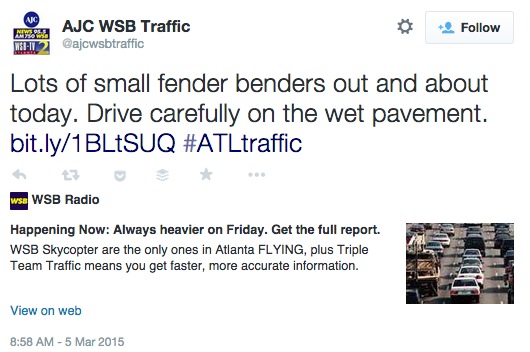 AJC
NEWS 95.5
AM750 WSB
WSB-TV 2
ATLANTA
AJC WSB Traffic
@ajcwsbtraffic
Follow
Lots of small fender benders out and about
today. Drive carefully on the wet pavement.
bit.ly/1BLtSUQ #ATLtraffic
WSB WSB Radio
Happening Now: Always heavier on Friday. Get the full report.
WSB Skycopter are the only ones in Atlanta FLYING, plus Triple
Team Traffic means you get faster, more accurate information.
View on web
8:58 AM - 5 Mar 2015